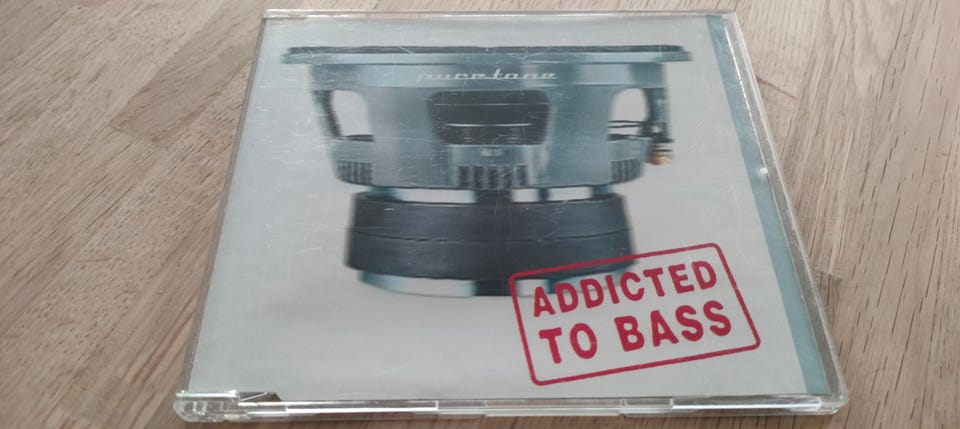 puretone
ADDICTED
TO BASS